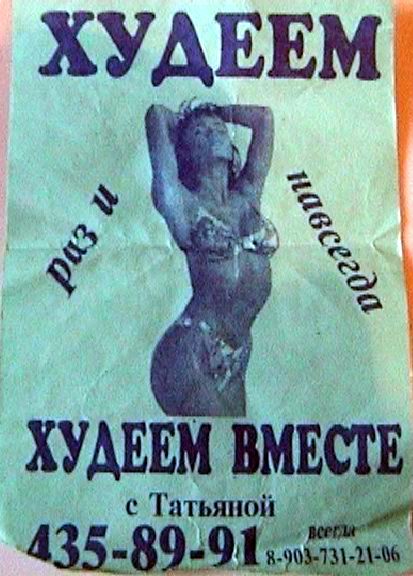 ХУДЕЕМ
раз и навсегда
ХУДЕЕМ ВМЕСТЕ
с Татьяной
435-89-91 всегда
8-903-731-21-06